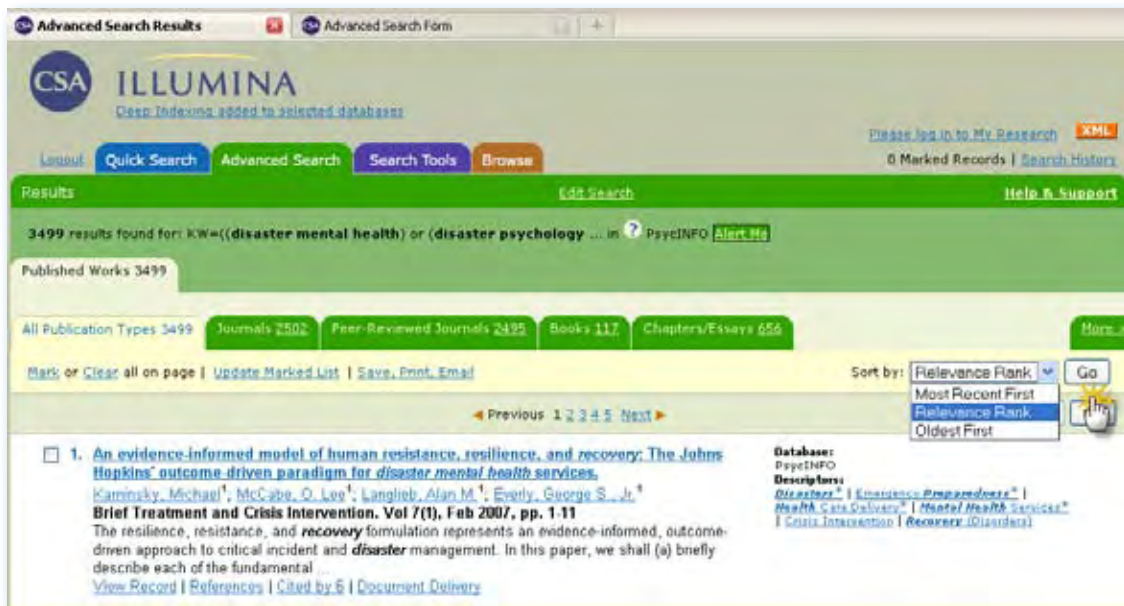 CSA Advanced Search Results CSA Advanced Search Form
CSA ILLUMINA
Deep Indexing added to selected databases
Please log in to My Research XML
Logout Quick Search Advanced Search Search Tools Browse 0 Marked Records | Search History
Results Edit Search Help & Support
3499 results found for: KW=((disaster mental health) or (disaster psychology ... in ? PsycINFO Alert Me
Published Works 3499
All Publication Types 3499 Journals 2502 Peer-Reviewed Journals 2495 Books 117 Chapters/Essays 656 More
Mark or Clear all on page | Update Marked List | Save, Print, Email Sort by: Relevance Rank Go
Most Recent First
Relevance Rank
Oldest First
Previous 1 2 3 4 5 Next
1. An evidence-informed model of human resistance, resilience, and recovery: The Johns
Hopkins' outcome-driven paradigm for disaster mental health services.
Kaminsky, Michael¹; McCabe, O. Lee¹; Langlieb, Alan M.¹; Everly, George S., Jr.¹
Brief Treatment and Crisis Intervention. Vol 7(1), Feb 2007, pp. 1-11
The resilience, resistance, and recovery formulation represents an evidence-informed, outcome-
driven approach to critical incident and disaster management. In this paper, we shall (a) briefly
describe each of the fundamental ...
View Record | References | Cited by 6 | Document Delivery
Database:
PsycINFO
Descriptors:
Disasters* | Emergency Preparedness* |
Health Care Delivery* | Mental Health Services*
| Crisis Intervention | Recovery (Disorders)